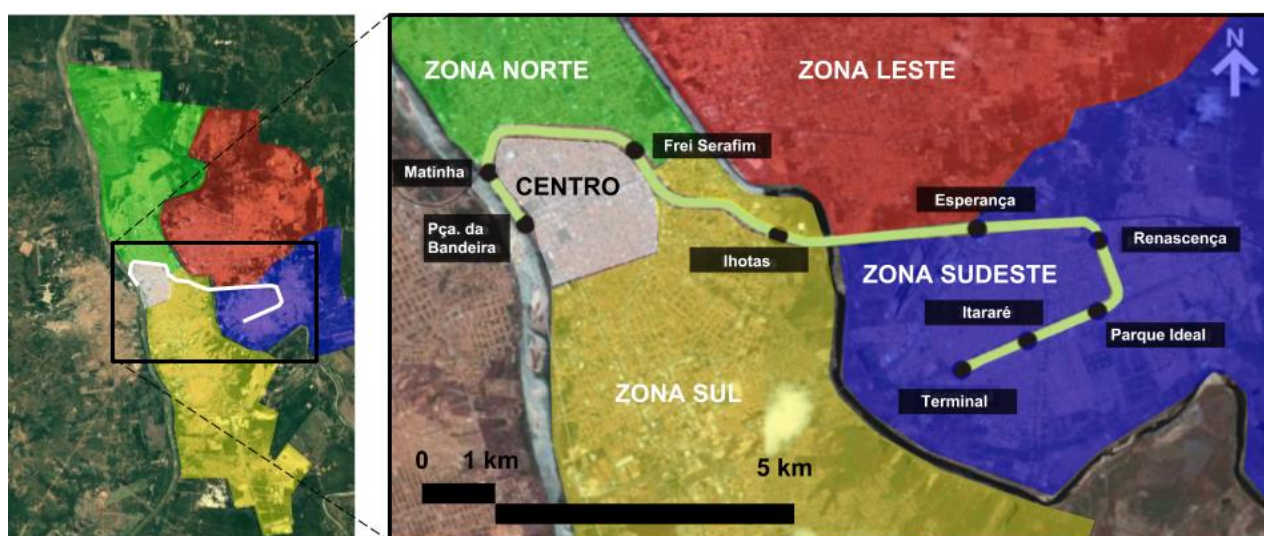 ZONA NORTE
ZONA LESTE
N
Frei Serafim
Matinha
CENTRO
Esperança
Pça. da
Bandeira
Ilhotas
Renascença
ZONA SUDESTE
Itararé
Parque Ideal
ZONA SUL
Terminal
0 1 km 5 km